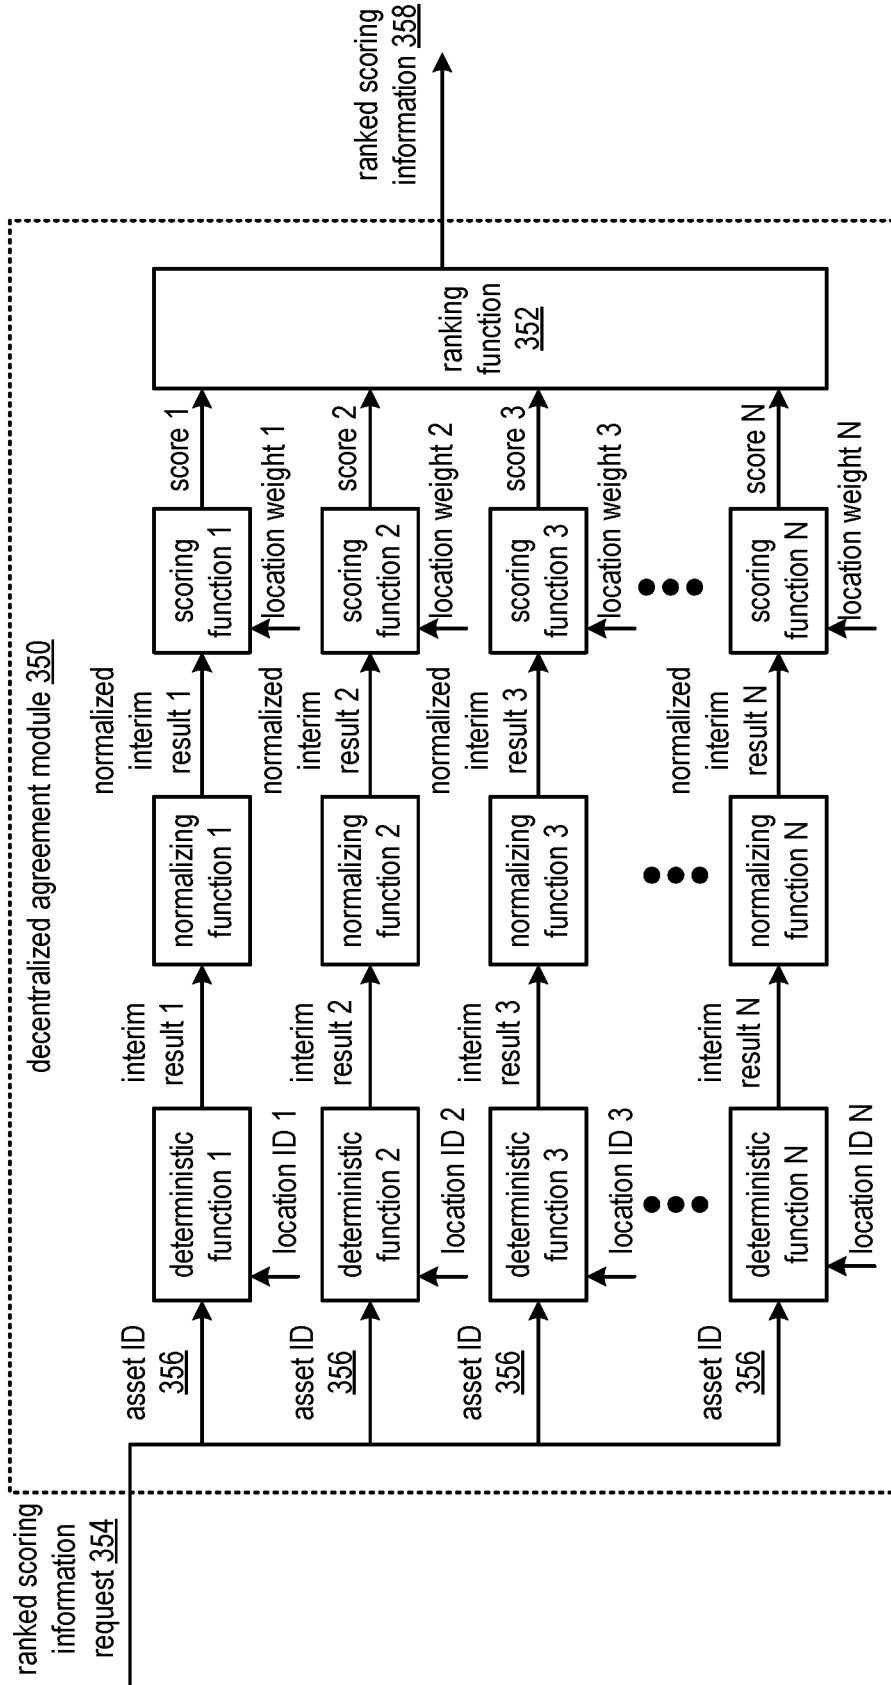 decentralized agreement module 350
ranked scoring
information
request 354
asset ID
356
deterministic
function 1
location ID 1
interim
result 1
normalizing
function 1
normalized
interim
result 1
scoring
function 1
location weight 1
score 1
asset ID
356
deterministic
function 2
location ID 2
interim
result 2
normalizing
function 2
normalized
interim
result 2
scoring
function 2
location weight 2
score 2
asset ID
356
deterministic
function 3
location ID 3
interim
result 3
normalizing
function 3
normalized
interim
result 3
scoring
function 3
location weight 3
score 3
asset ID
356
deterministic
function N
location ID N
interim
result N
normalizing
function N
normalized
interim
result N
scoring
function N
location weight N
score N
ranking
function
352
ranked scoring
information 358